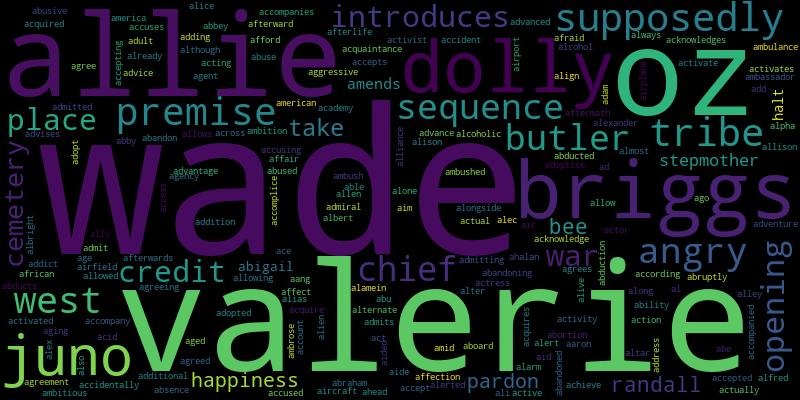 abusive america alice accompanies afterlife advanced always
acquired accuses abbey afterward introduces activist accident afraid supposedly acknowledges ambulance
allie adult adding afford acquaintance alcohol activates
although dolly oz activate
agree accepting already abuse accepts airport align ambassador
advice acting agent aggressive amends adam airplane add halt
admitted american academy sequence aftermath
place premise take butler tribe alpha
advises abandon allows across ambition advance alcoholic alexander
abby affair accusing alliance alison almost allison
cemetery adopt advantage abused ambush abducted stepmother
wade agency able allen alone ambushed adoptive ad
access accomplice admiral aim alongside allow ago
ally addition albert actual alec air briggs actor adventure
albright admit afterwards ace bee acknowledge
addict age abigail war angry opening
african airfield credit aang chief admitting ahalan abduction according abruptly
allowed allowing alamein abandoning agrees
abducts agreeing affect actress alive along al alley
west accompany adopted alias acquire abu alter ability
valerie ambrose account alien alternate acquires activity action accompanied
activated admits alert abortion address
juno aging acid aged act amid aboard aid aaron abe
alex also agreed aided alarm altar
agreement additional happiness abraham aide affection pardon abandoned randall accepted alfred
accidentally accept alerted achieve
ambitious absence accused aircraft ahead ali active actually